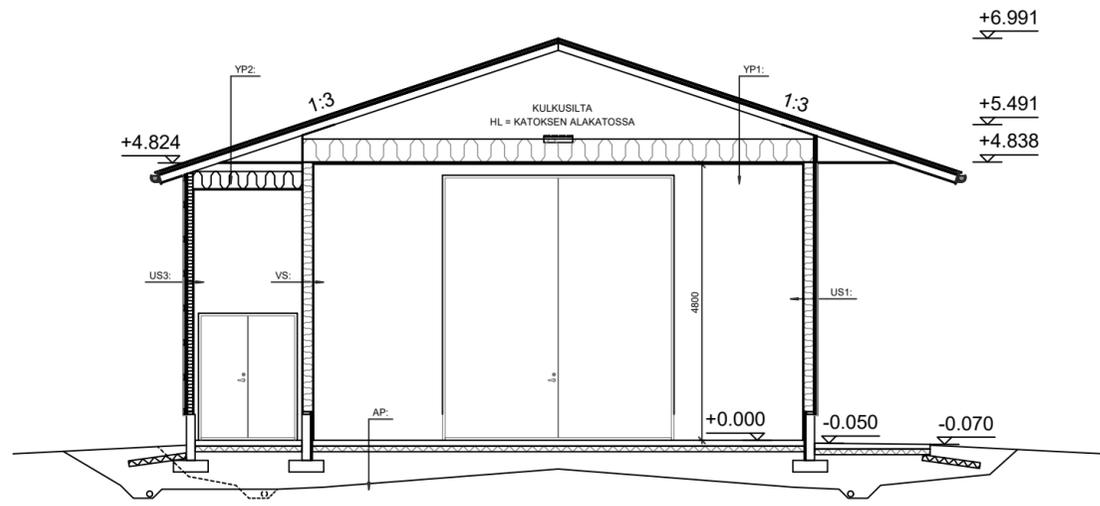 +6.991
YP2:
YP1:
1:3
1:3
KULKUSILTA
HL = KATOKSEN ALAKATOSSA
+5.491
+4.824
+4.838
US3:
VS:
4800
US1:
AP:
+0.000
-0.050
-0.070